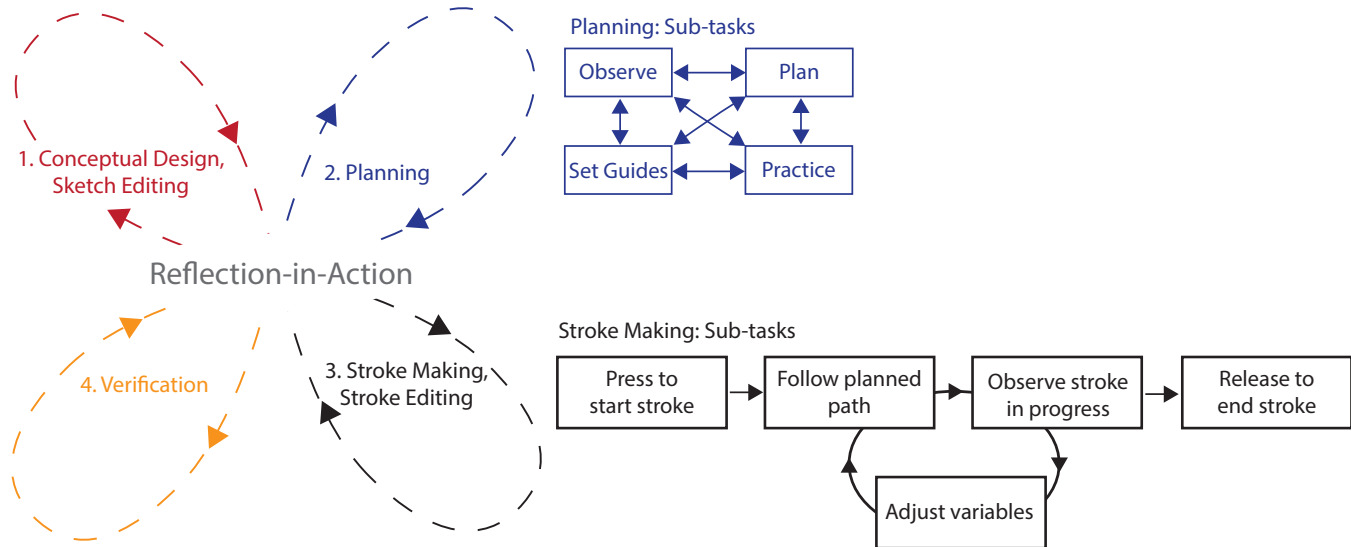 Planning: Sub-tasks
Observe
Plan
Set Guides
Practice
1. Conceptual Design,
Sketch Editing
2. Planning
Reflection-in-Action
4. Verification
3. Stroke Making,
Stroke Editing
Stroke Making: Sub-tasks
Press to
start stroke
Follow planned
path
Observe stroke
in progress
Release to
end stroke
Adjust variables